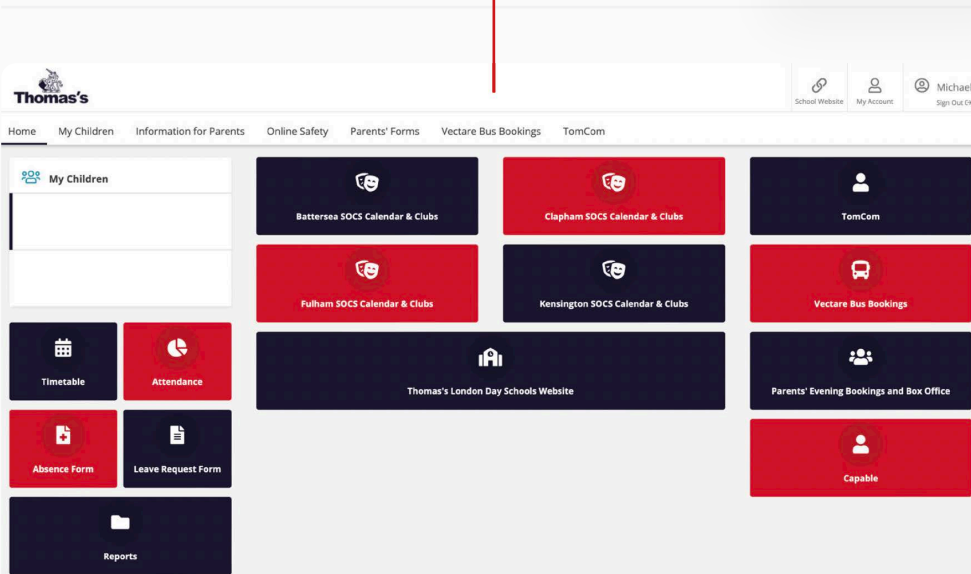 Thomas's
School Website
My Account
Michael
Sign Out
Home My Children Information for Parents Online Safety Parents' Forms Vectare Bus Bookings TomCom
My Children
Battersea SOCS Calendar & Clubs
Clapham SOCS Calendar & Clubs
TomCom
Fulham SOCS Calendar & Clubs
Kensington SOCS Calendar & Clubs
Vectare Bus Bookings
Timetable
Attendance
Thomas's London Day Schools Website
Parents' Evening Bookings and Box Office
Absence Form
Leave Request Form
Capable
Reports